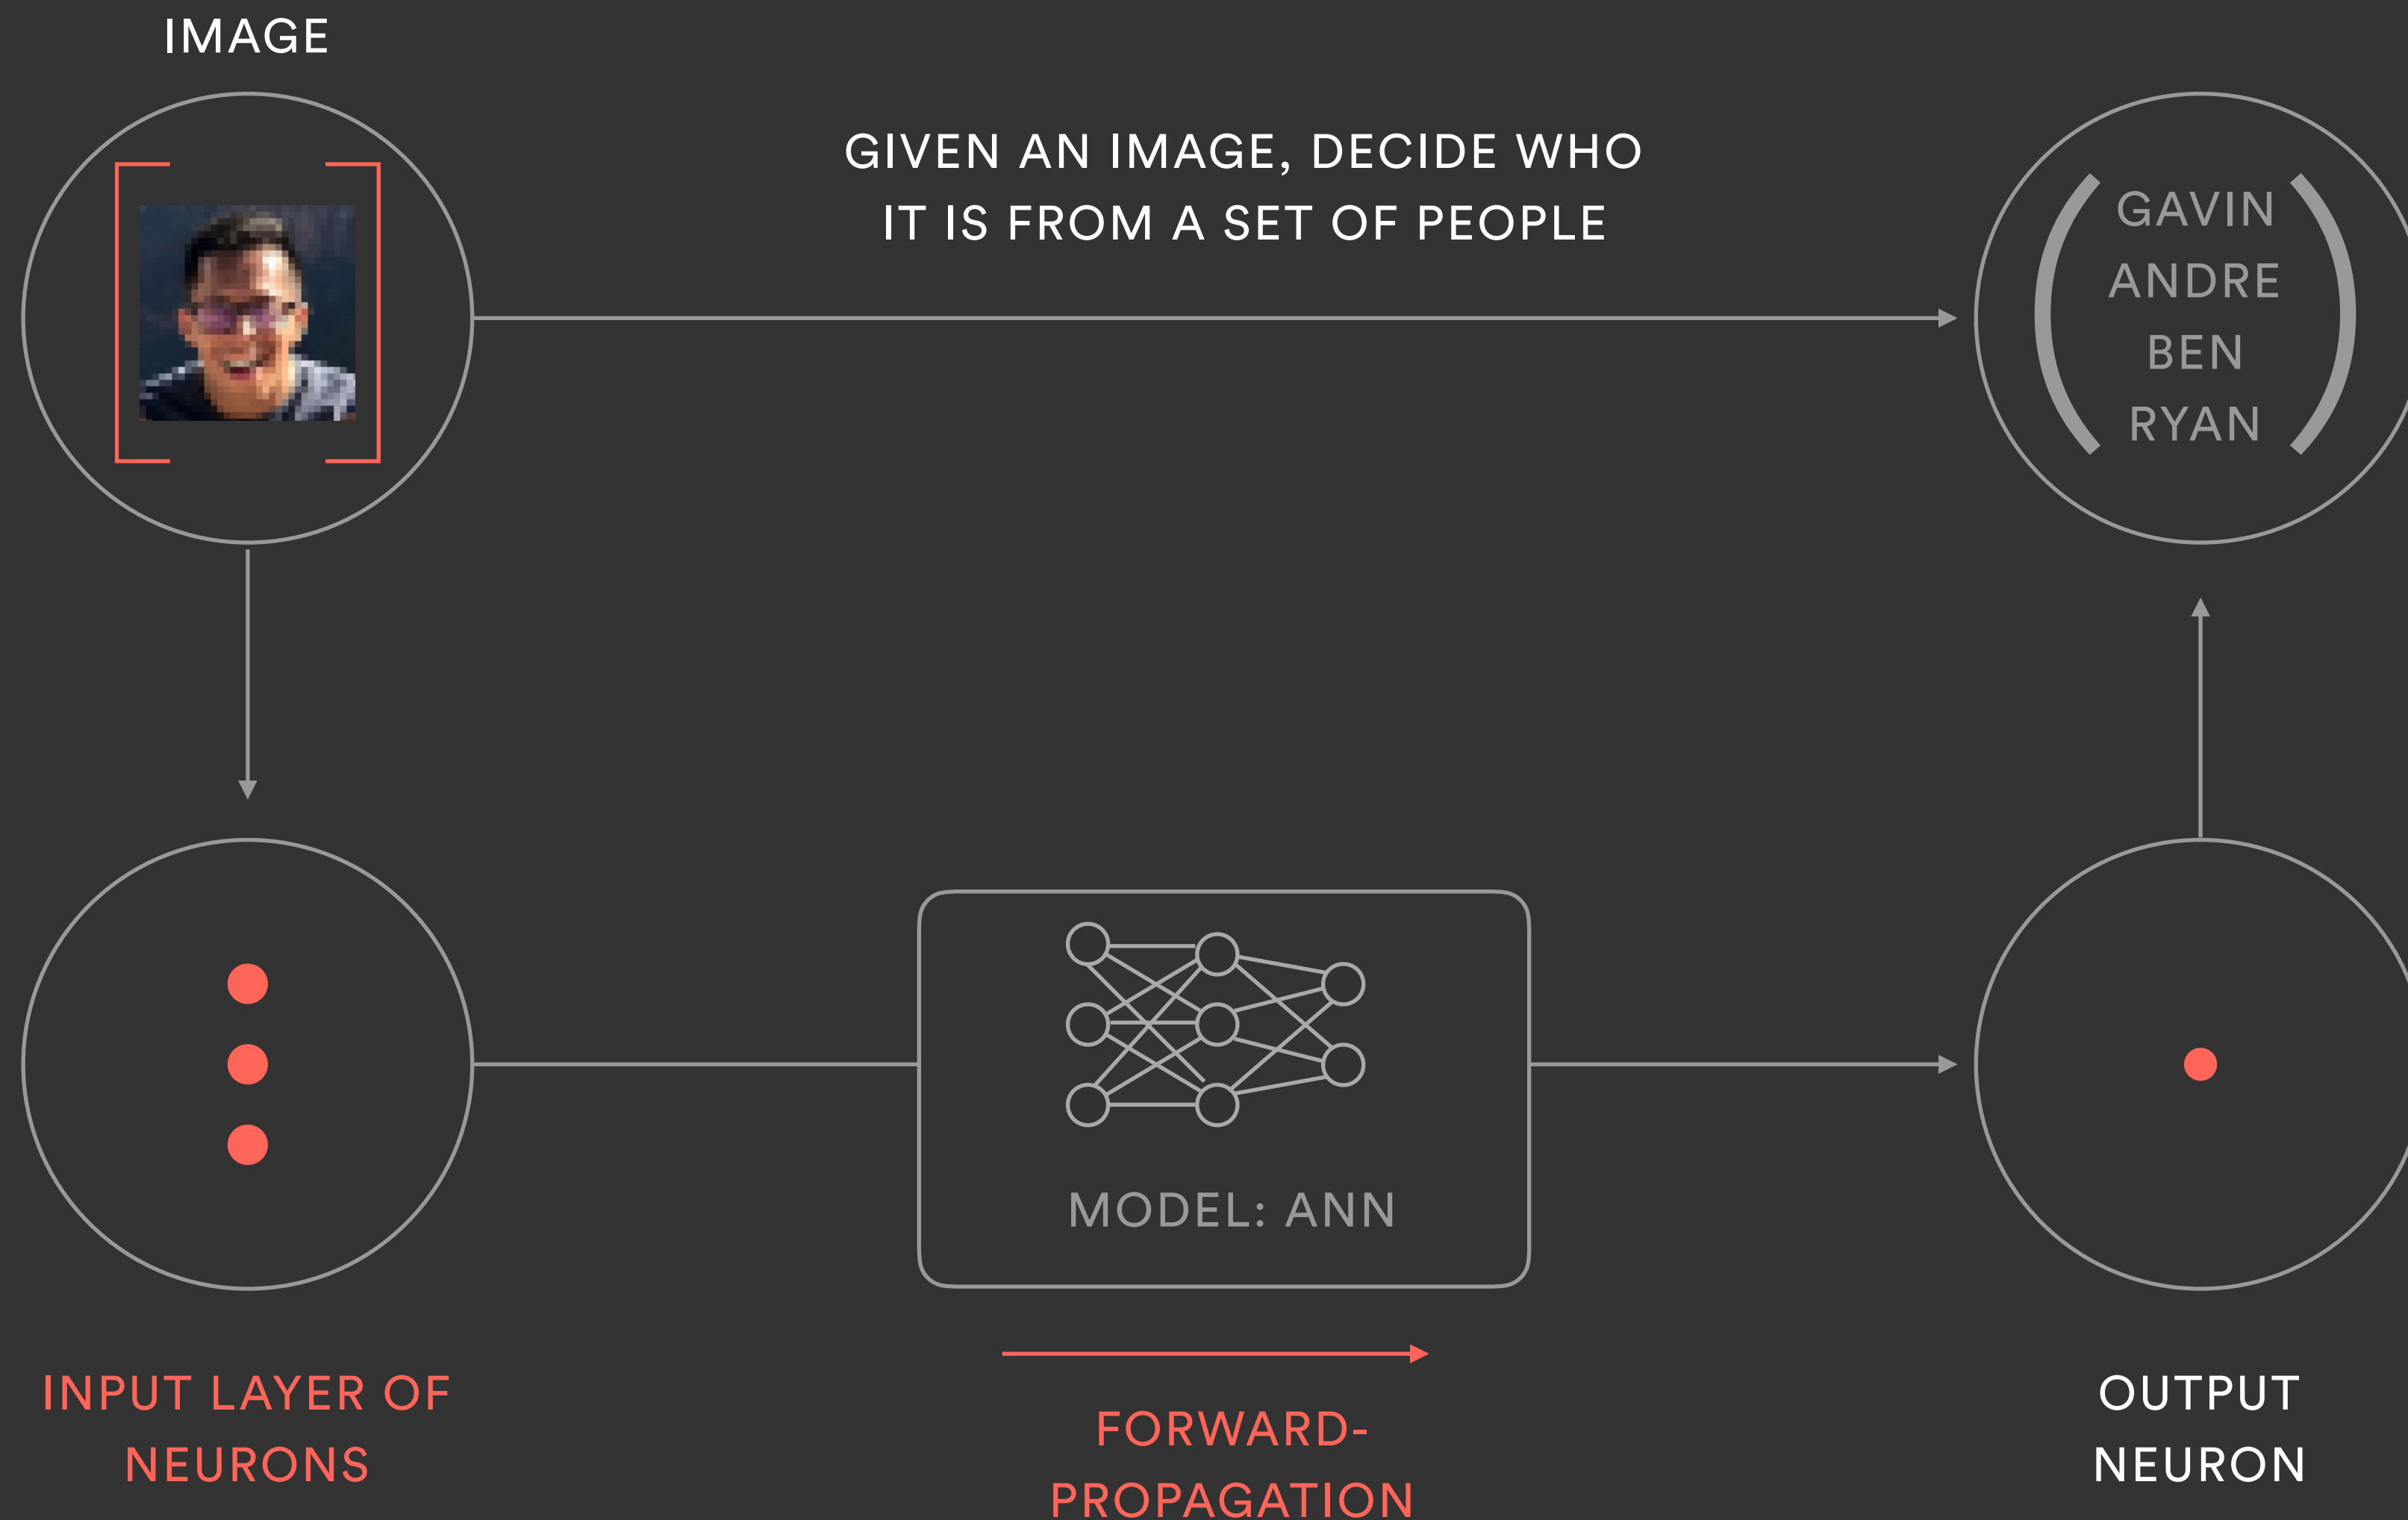 IMAGE
GIVEN AN IMAGE, DECIDE WHO
IT IS FROM A SET OF PEOPLE
GAVIN
ANDRE
BEN
RYAN
MODEL: ANN
INPUT LAYER OF
NEURONS
FORWARD-
PROPAGATION
OUTPUT
NEURON